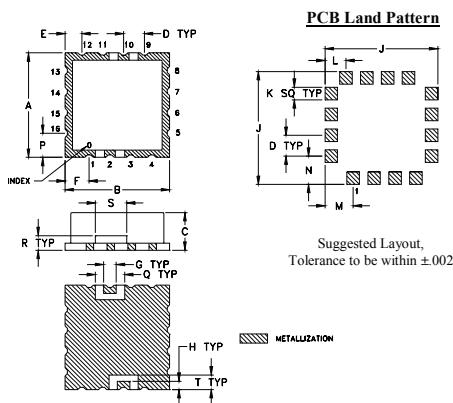 PCB Land Pattern
E
D TYP
12 11 10 9
13
14
15
16
8
7
6
5
A
P
INDEX
F
1 2 3 4
B
S
R TYP
C
G TYP
Q TYP
H TYP
T TYP
METALLIZATION
J
L
K SQ TYP
J
D TYP
N
1
M
Suggested Layout,
Tolerance to be within ±.002